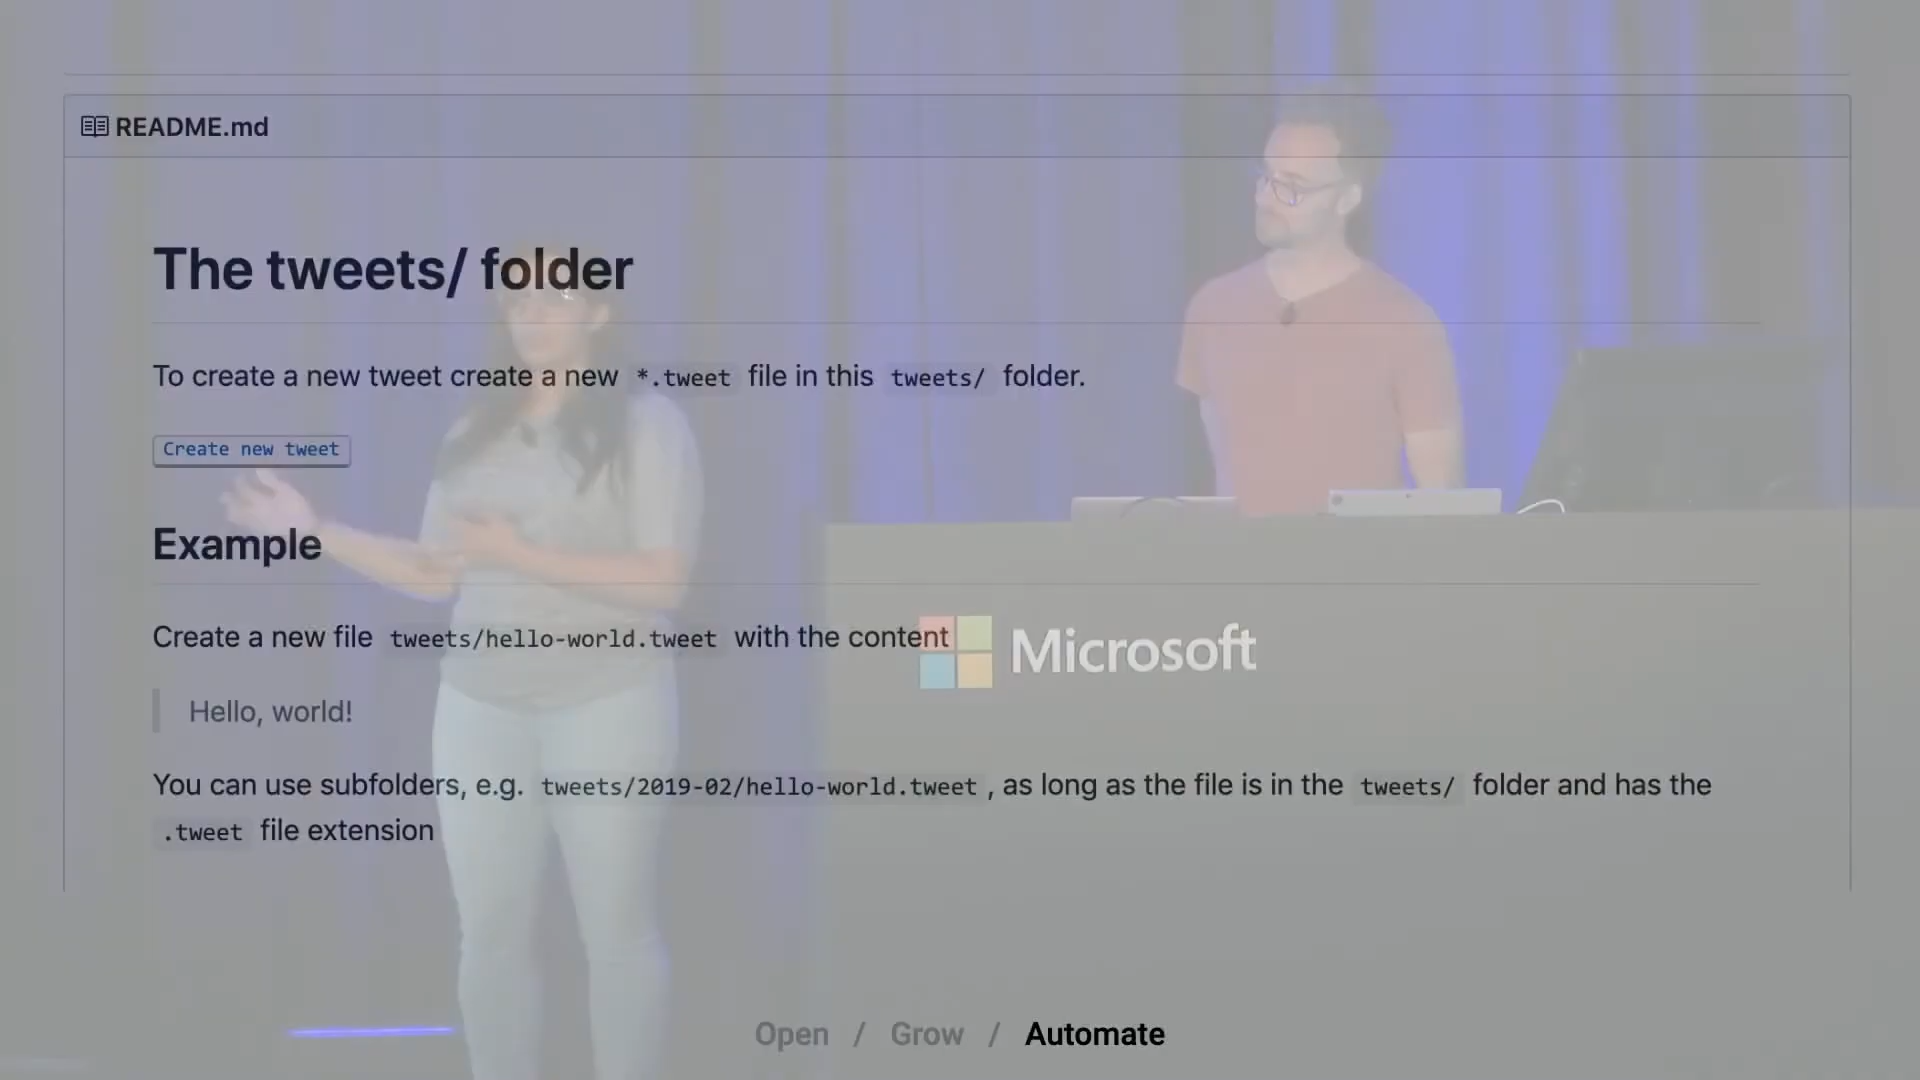 README.md
The tweets/ folder
To create a new tweet create a new *.tweet file in this tweets/ folder.
Create new tweet
Example
Create a new file tweets/hello-world.tweet with the content
Microsoft
Hello, world!
You can use subfolders, e.g. tweets/2019-02/hello-world.tweet , as long as the file is in the tweets/ folder and has the
.tweet file extension
Open / Grow / Automate